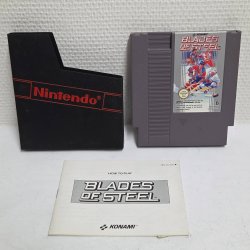 Nintendo®
BLADES
OF STEEL
HOW TO PLAY
BLADES
OF STEEL
KONAMI